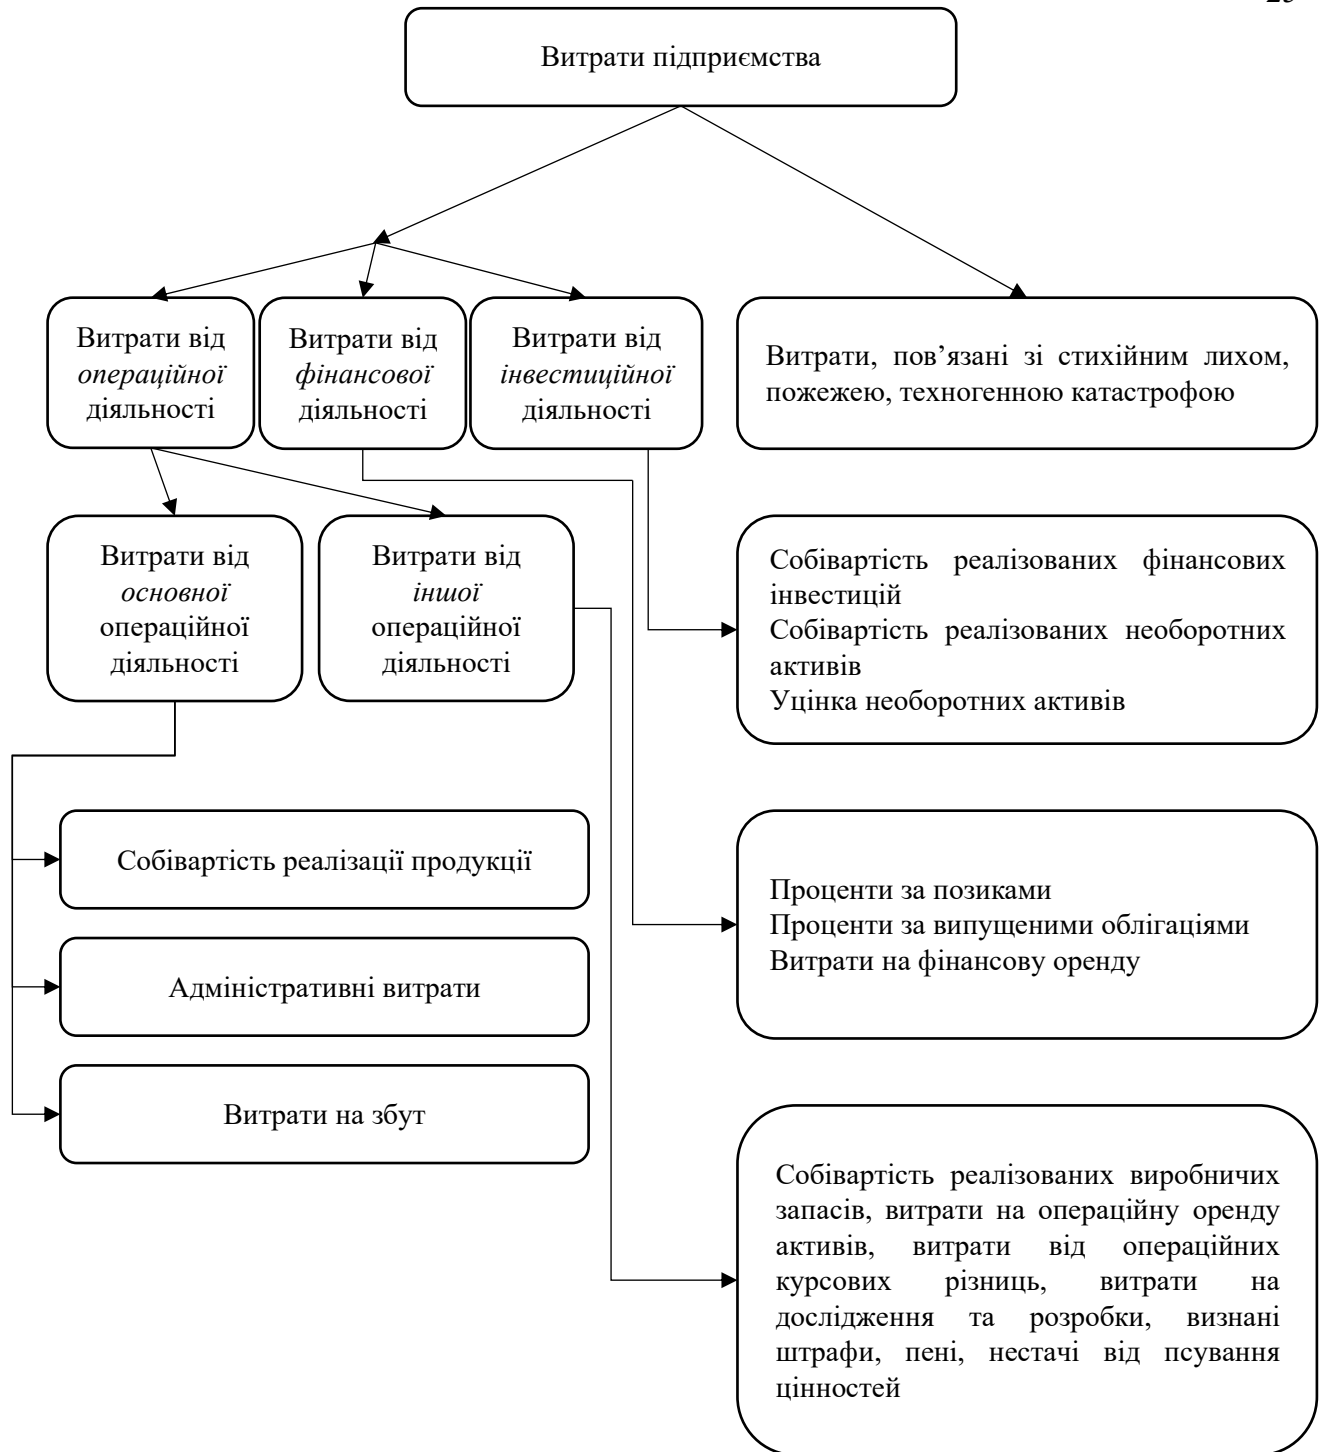 Витрати підприємства
Витрати від
операційної
діяльності
Витрати від
фінансової
діяльності
Витрати від
інвестиційної
діяльності
Витрати, пов’язані зі стихійним лихом,
пожежею, техногенною катастрофою
Витрати від
основної
операційної
діяльності
Витрати від
іншої
операційної
діяльності
Собівартість реалізованих фінансових
інвестицій
Собівартість реалізованих необоротних
активів
Уцінка необоротних активів
Собівартість реалізації продукції
Адміністративні витрати
Витрати на збут
Проценти за позиками
Проценти за випущеними облігаціями
Витрати на фінансову оренду
Собівартість реалізованих виробничих
запасів, витрати на операційну оренду
активів, витрати від операційних
курсових різниць, витрати на
дослідження та розробки, визнані
штрафи, пені, нестачі від псування
цінностей